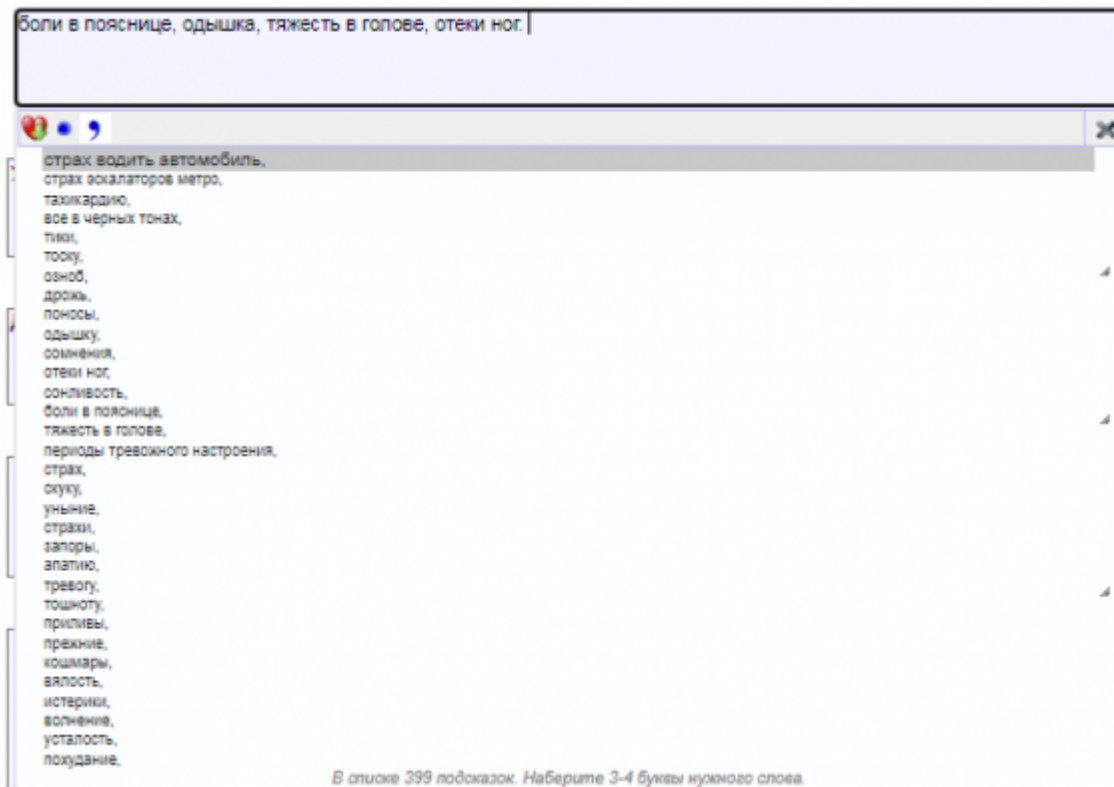 боли в пояснице, одышка, тяжесть в голове, отеки ног.
страх водить автомобиль,
страх эскалаторов метро,
тахикардию,
все в черных тонах,
тики,
тоску,
озноб,
дрожь,
поносы,
одышку,
сомнения,
отеки ног,
сонливость,
боли в пояснице,
тяжесть в голове,
периоды тревожного настроения,
страх,
скуку,
уныние,
страхи,
запоры,
апатию,
тревогу,
тошноту,
приливы,
прежние,
кошмары,
вялость,
истерики,
волнение,
усталость,
похудание,
В списке 399 подсказок. Наберите 3-4 буквы нужного слова.